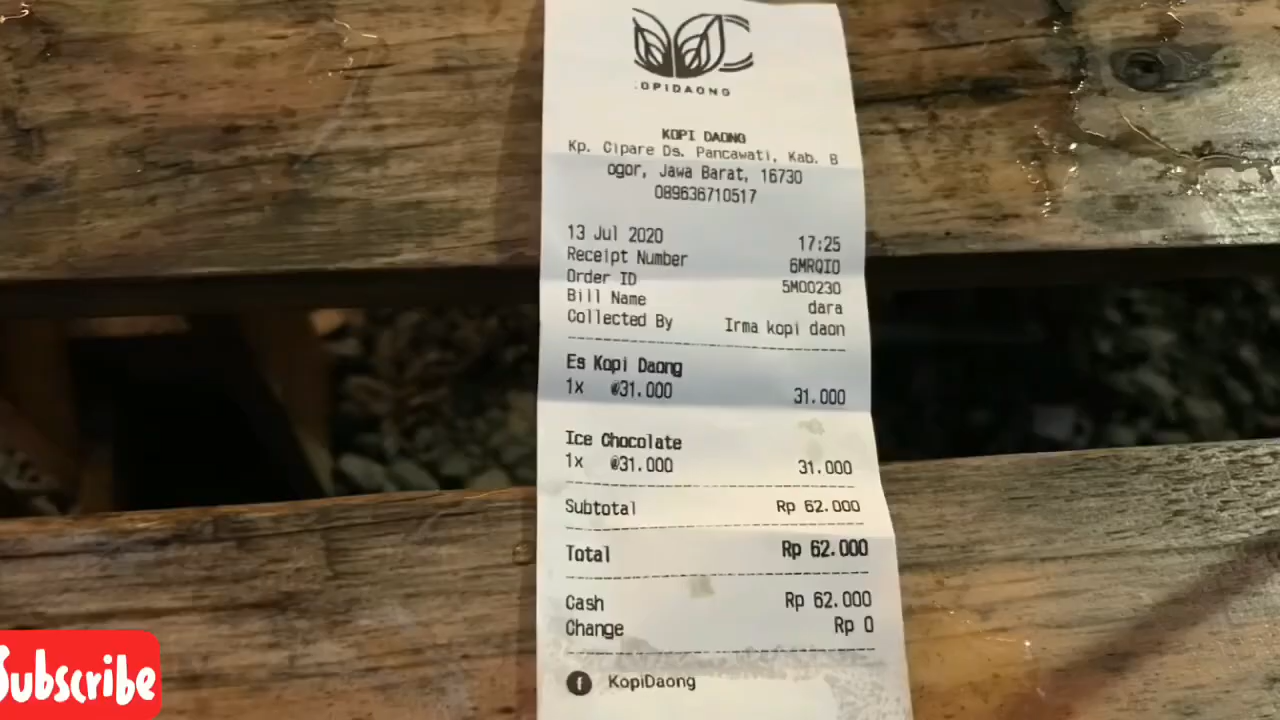 OPIDAONG
KOPI DAONG
Kp. Cipare Ds. Pancawati, Kab. B
ogor, Jawa Barat, 16730
089636710517
13 Jul 2020 17:25
Receipt Number 6MRQIO
Order ID 5M00230
Bill Name dara
Collected By Irma kopi daon
Es Kopi Daong
1x @31.000 31.000
Ice Chocolate
1x @31.000 31.000
Subtotal Rp 62.000
Total Rp 62.000
Cash Rp 62.000
Change Rp 0
f KopiDaong
Subscribe